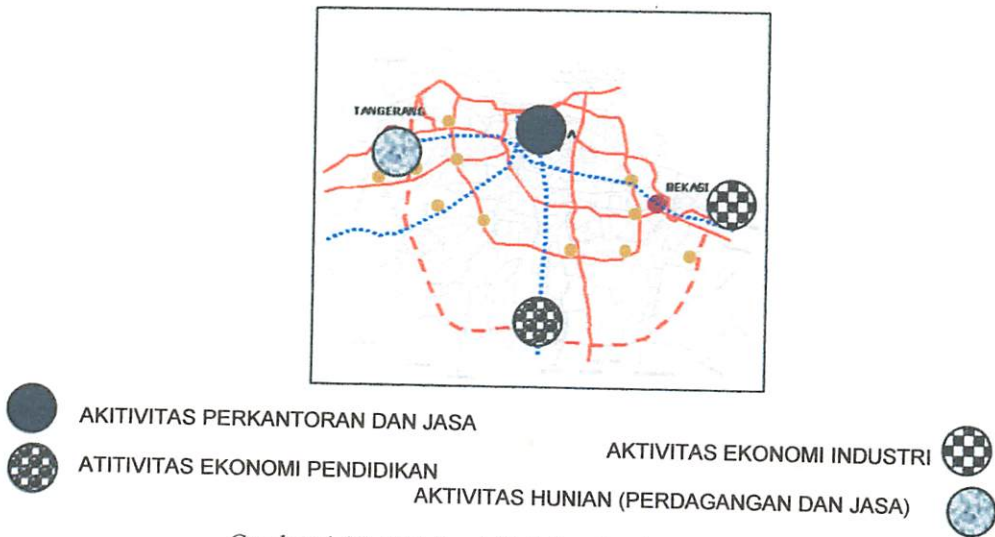 TANGERANG
A
BEKASI
AKITIVITAS PERKANTORAN DAN JASA
ATITIVITAS EKONOMI PENDIDIKAN
AKTIVITAS EKONOMI INDUSTRI
AKTIVITAS HUNIAN (PERDAGANGAN DAN JASA)